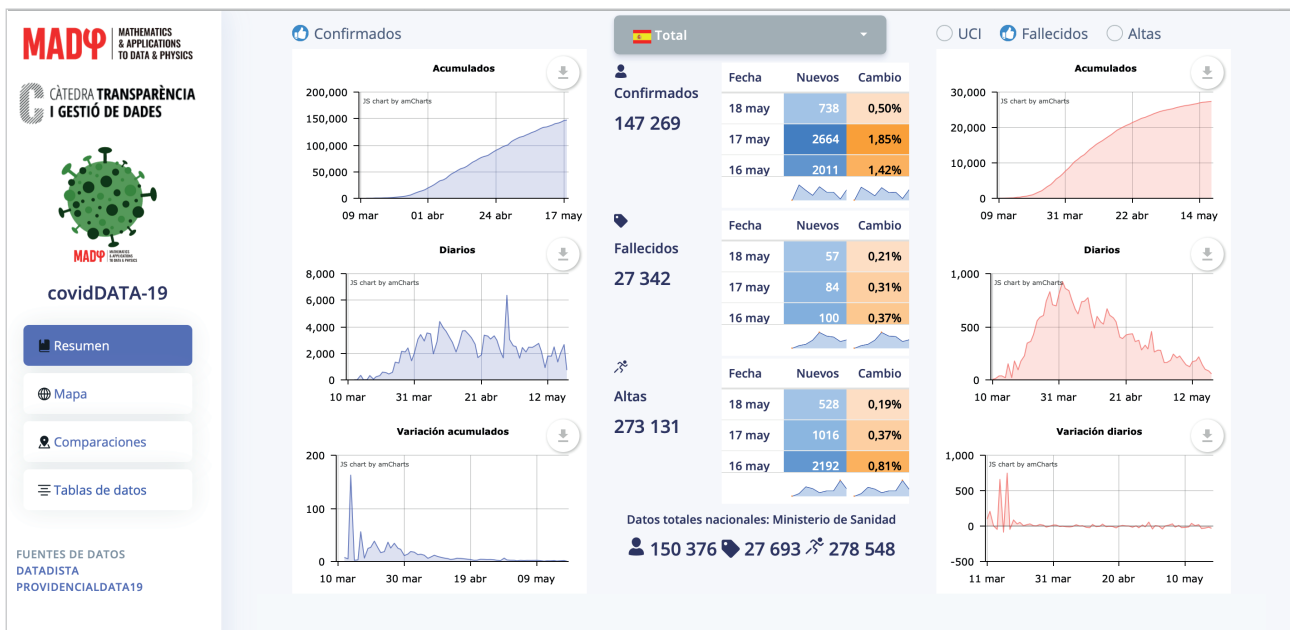 MADφ
MATHEMATICS
& APPLICATIONS
TO DATA & PHYSICS
CÀTEDRA TRANSPARÈNCIA
I GESTIÓ DE DADES
MADφ
covidDATA-19
Resumen
Mapa
Comparaciones
Tablas de datos
FUENTES DE DATOS
DATADISTA
PROVIDENCIALDATA19
Confirmados
Acumulados
JS chart by amCharts
200,000
150,000
100,000
50,000
0
09 mar 01 abr 24 abr 17 may
Diarios
JS chart by amCharts
8,000
6,000
4,000
2,000
0
10 mar 31 mar 21 abr 12 may
Variación acumulados
JS chart by amCharts
200
100
0
10 mar 30 mar 19 abr 09 may
Total
Confirmados
147 269
Fecha Nuevos Cambio
18 may 738 0,50%
17 may 2664 1,85%
16 may 2011 1,42%
Fallecidos
27 342
Fecha Nuevos Cambio
18 may 57 0,21%
17 may 84 0,31%
16 may 100 0,37%
Altas
273 131
Fecha Nuevos Cambio
18 may 528 0,19%
17 may 1016 0,37%
16 may 2192 0,81%
Datos totales nacionales: Ministerio de Sanidad
150 376 27 693 278 548
UCI Fallecidos Altas
Acumulados
JS chart by amCharts
30,000
20,000
10,000
0
09 mar 31 mar 22 abr 14 may
Diarios
JS chart by amCharts
1,000
500
0
10 mar 31 mar 21 abr 12 may
Variación diarios
JS chart by amCharts
1,000
500
0
-500
11 mar 31 mar 20 abr 10 may